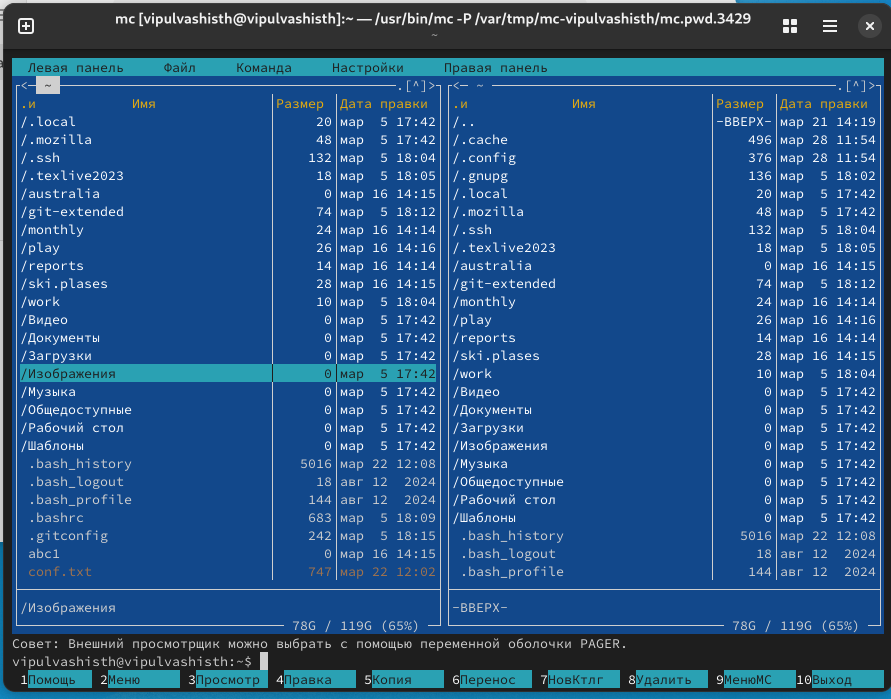 mc [vipulvashisth@vipulvashisth]:~ — /usr/bin/mc -P /var/tmp/mc-vipulvashisth/mc.pwd.3429
~
Левая панель Файл Команда Настройки Правая панель
<- ~ .[^]>
.и Имя Размер Дата правки
/.local 20 мар 5 17:42
/.mozilla 48 мар 5 17:42
/.ssh 132 мар 5 18:04
/.texlive2023 18 мар 5 18:05
/australia 0 мар 16 14:15
/git-extended 74 мар 5 18:12
/monthly 24 мар 16 14:14
/play 26 мар 16 14:16
/reports 14 мар 16 14:14
/ski.plases 28 мар 16 14:15
/work 10 мар 5 18:04
/Видео 0 мар 5 17:42
/Документы 0 мар 5 17:42
/Загрузки 0 мар 5 17:42
/Изображения 0 мар 5 17:42
/Музыка 0 мар 5 17:42
/Общедоступные 0 мар 5 17:42
/Рабочий стол 0 мар 5 17:42
/Шаблоны 0 мар 5 17:42
.bash_history 5016 мар 22 12:08
.bash_logout 18 авг 12 2024
.bash_profile 144 авг 12 2024
.bashrc 683 мар 5 18:09
.gitconfig 242 мар 5 18:15
abc1 0 мар 16 14:15
conf.txt 747 мар 22 12:02
/Изображения
78G / 119G (65%)
<- ~ .[^]>
.и Имя Размер Дата правки
/.. -ВВЕРХ- мар 21 14:19
/.cache 496 мар 28 11:54
/.config 376 мар 28 11:54
/.gnupg 136 мар 5 18:02
/.local 20 мар 5 17:42
/.mozilla 48 мар 5 17:42
/.ssh 132 мар 5 18:04
/.texlive2023 18 мар 5 18:05
/australia 0 мар 16 14:15
/git-extended 74 мар 5 18:12
/monthly 24 мар 16 14:14
/play 26 мар 16 14:16
/reports 14 мар 16 14:14
/ski.plases 28 мар 16 14:15
/work 10 мар 5 18:04
/Видео 0 мар 5 17:42
/Документы 0 мар 5 17:42
/Загрузки 0 мар 5 17:42
/Изображения 0 мар 5 17:42
/Музыка 0 мар 5 17:42
/Общедоступные 0 мар 5 17:42
/Рабочий стол 0 мар 5 17:42
/Шаблоны 0 мар 5 17:42
.bash_history 5016 мар 22 12:08
.bash_logout 18 авг 12 2024
.bash_profile 144 авг 12 2024
-ВВЕРХ-
78G / 119G (65%)
Совет: Внешний просмотрщик можно выбрать с помощью переменной оболочки PAGER.
vipulvashisth@vipulvashisth:~$
1Помощь 2Меню 3Просмотр 4Правка 5Копия 6Перенос 7НовКтлг 8Удалить 9МенюМС 10Выход